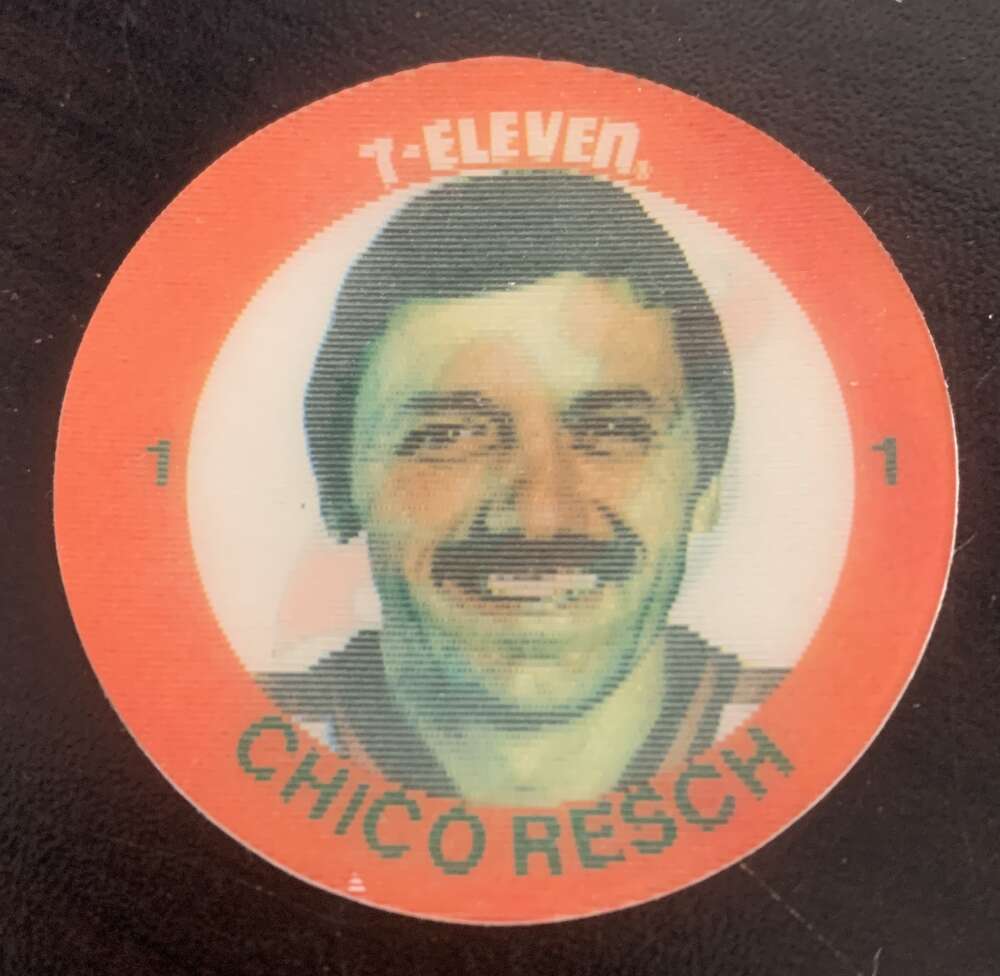 7-ELEVEN®
1 1
CHICO RESCH